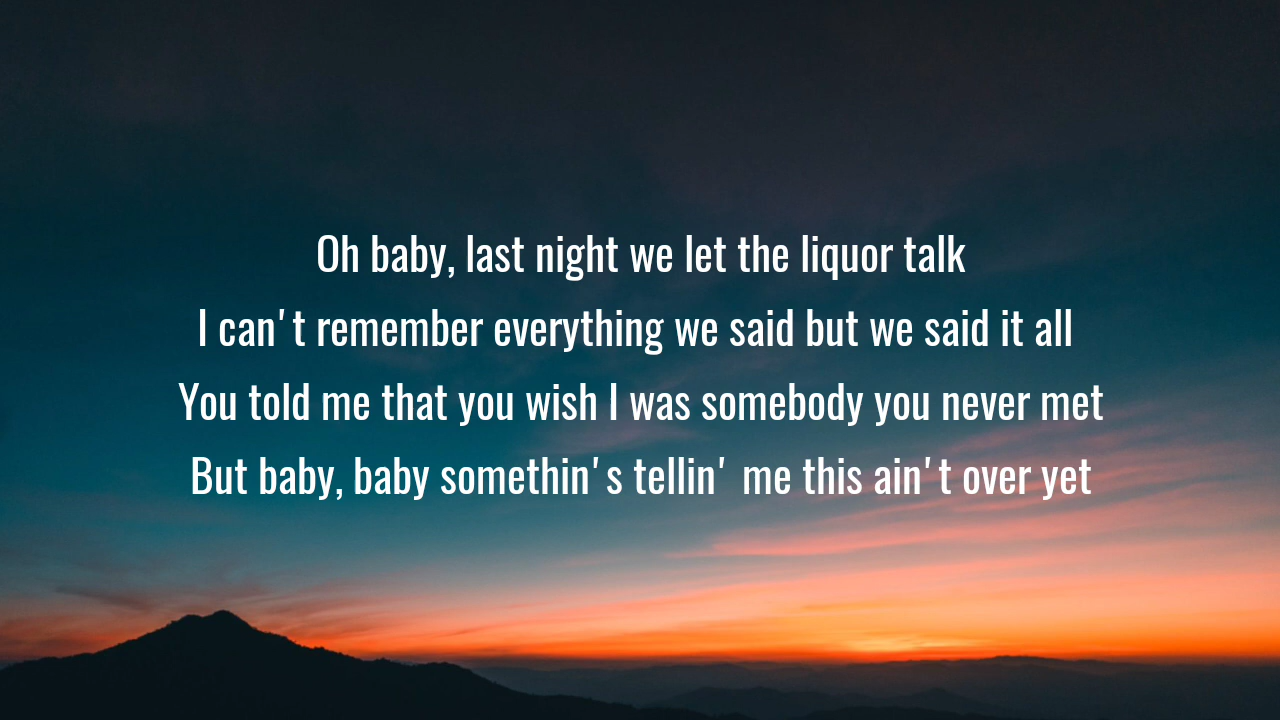 Oh baby, last night we let the liquor talk
I can't remember everything we said but we said it all
You told me that you wish I was somebody you never met
But baby, baby somethin's tellin' me this ain't over yet